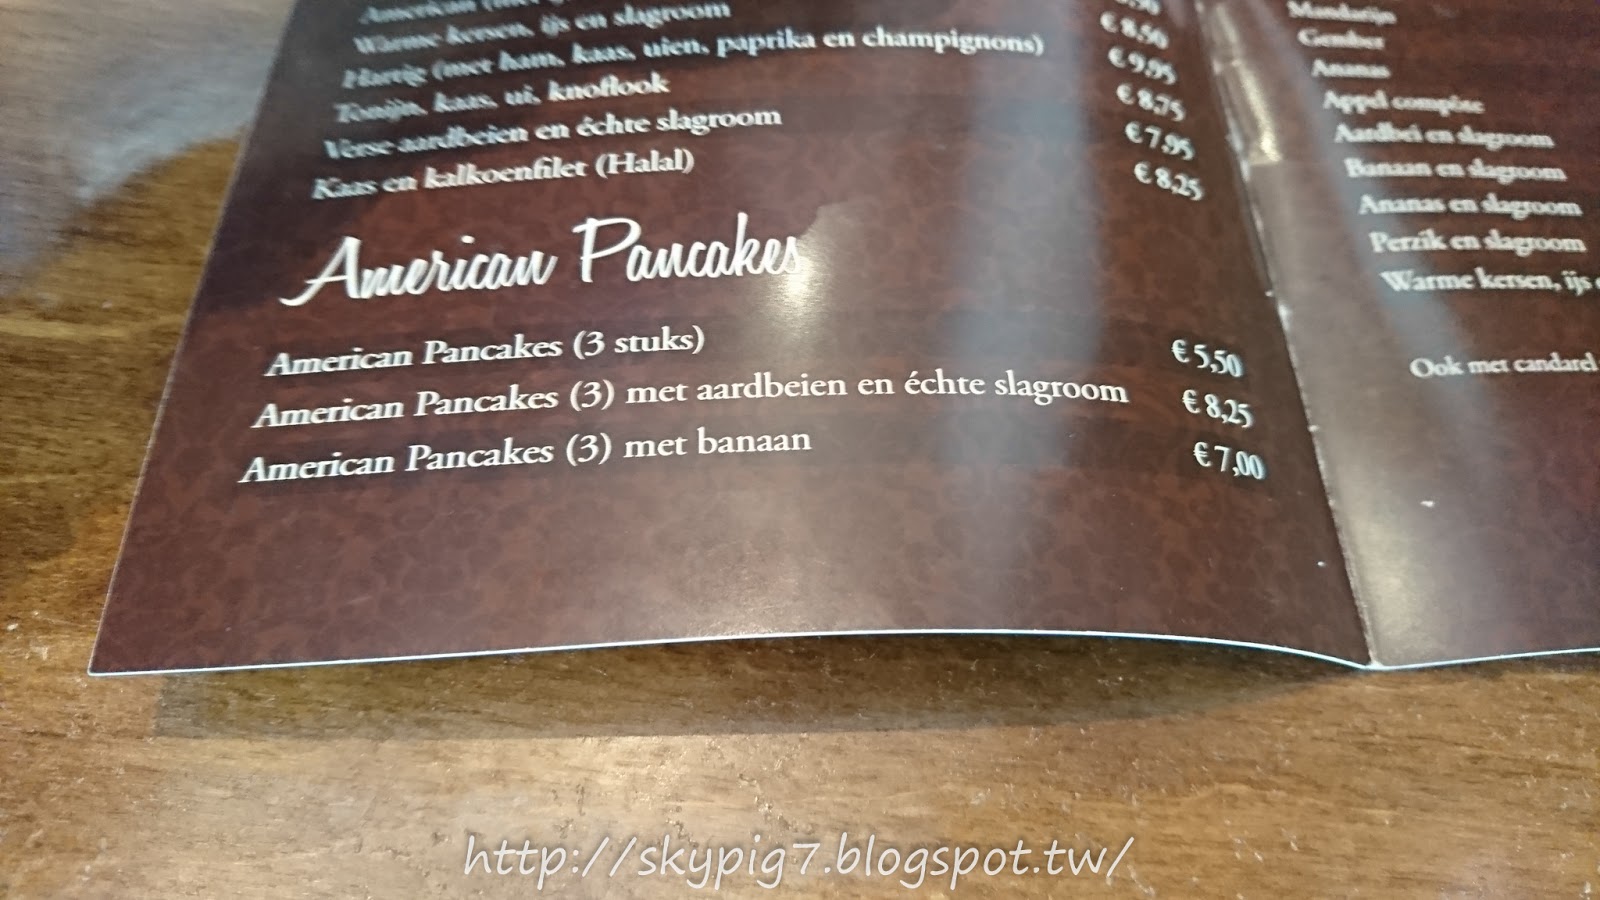 American (met
Warme kersen, ijs en slagroom
€ 8,50
Hartig (met ham, kaas, uien, paprika en champignons)
€ 9,95
Tonijn, kaas, ui, knoflook
€ 8,75
Verse aardbeien en échte slagroom
€ 7,95
Kaas en kalkoenfilet (Halal)
€ 8,25
American Pancakes
American Pancakes (3 stuks)
€ 5,50
American Pancakes (3) met aardbeien en échte slagroom
€ 8,25
American Pancakes (3) met banaan
€ 7,00
Mandarijn
Gember
Ananas
Appel compôte
Aardbei en slagroom
Banaan en slagroom
Ananas en slagroom
Perzik en slagroom
Warme kersen, ijs
Ook met candarel
http://skypig7.blogspot.tw/